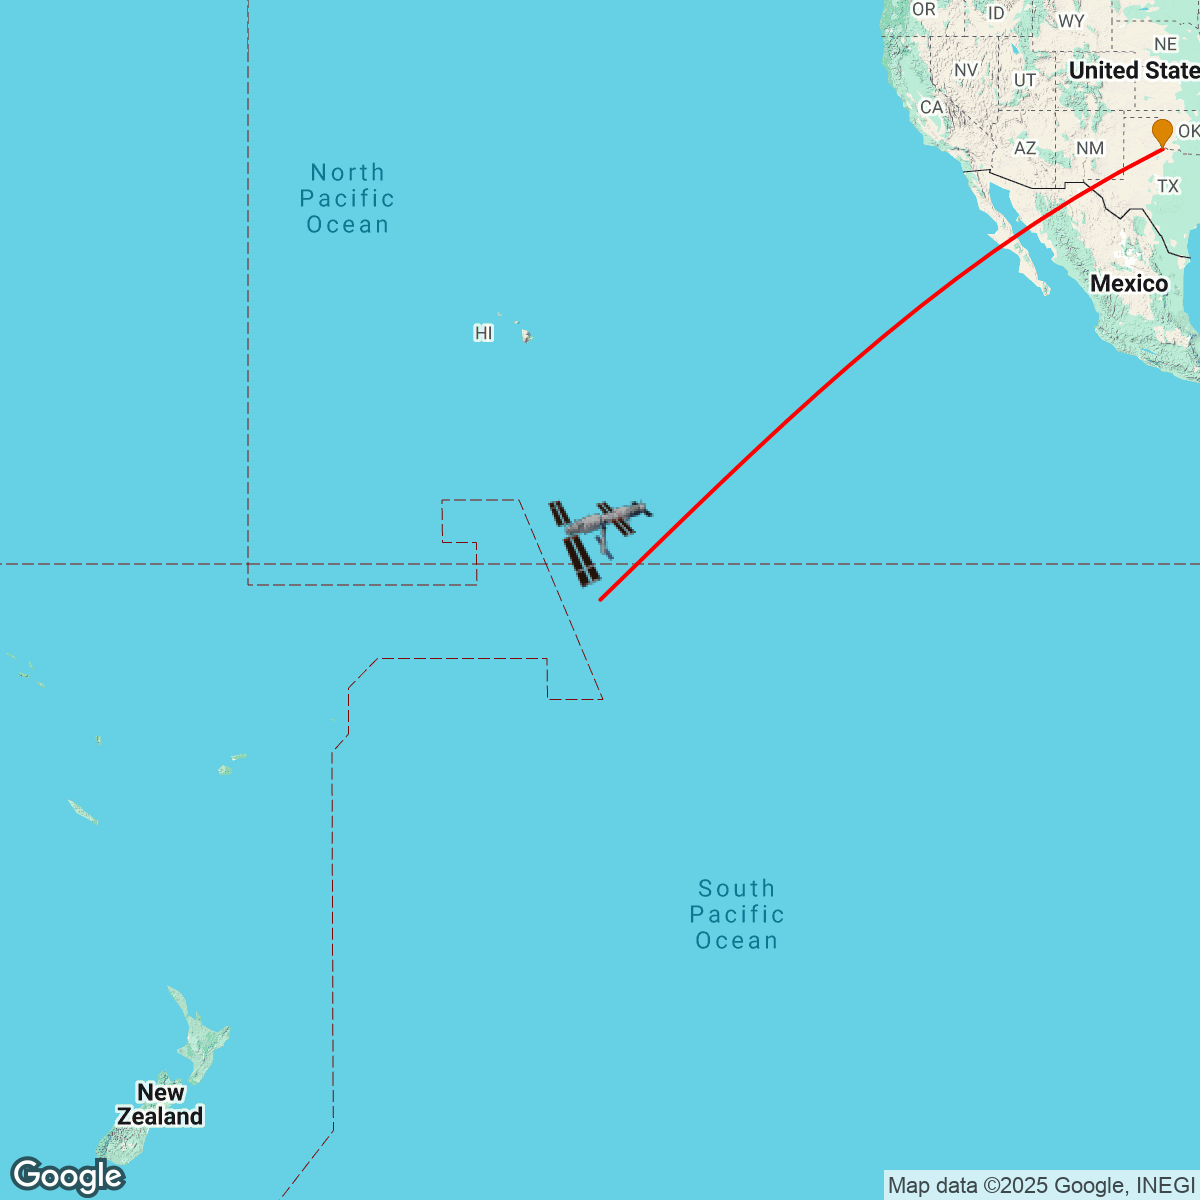 OR
ID
WY
NE
United State
NV
UT
CA
OK
AZ
NM
TX
North
Pacific
Ocean
Mexico
HI
South
Pacific
Ocean
New
Zealand
Google
Map data ©2025 Google, INEGI